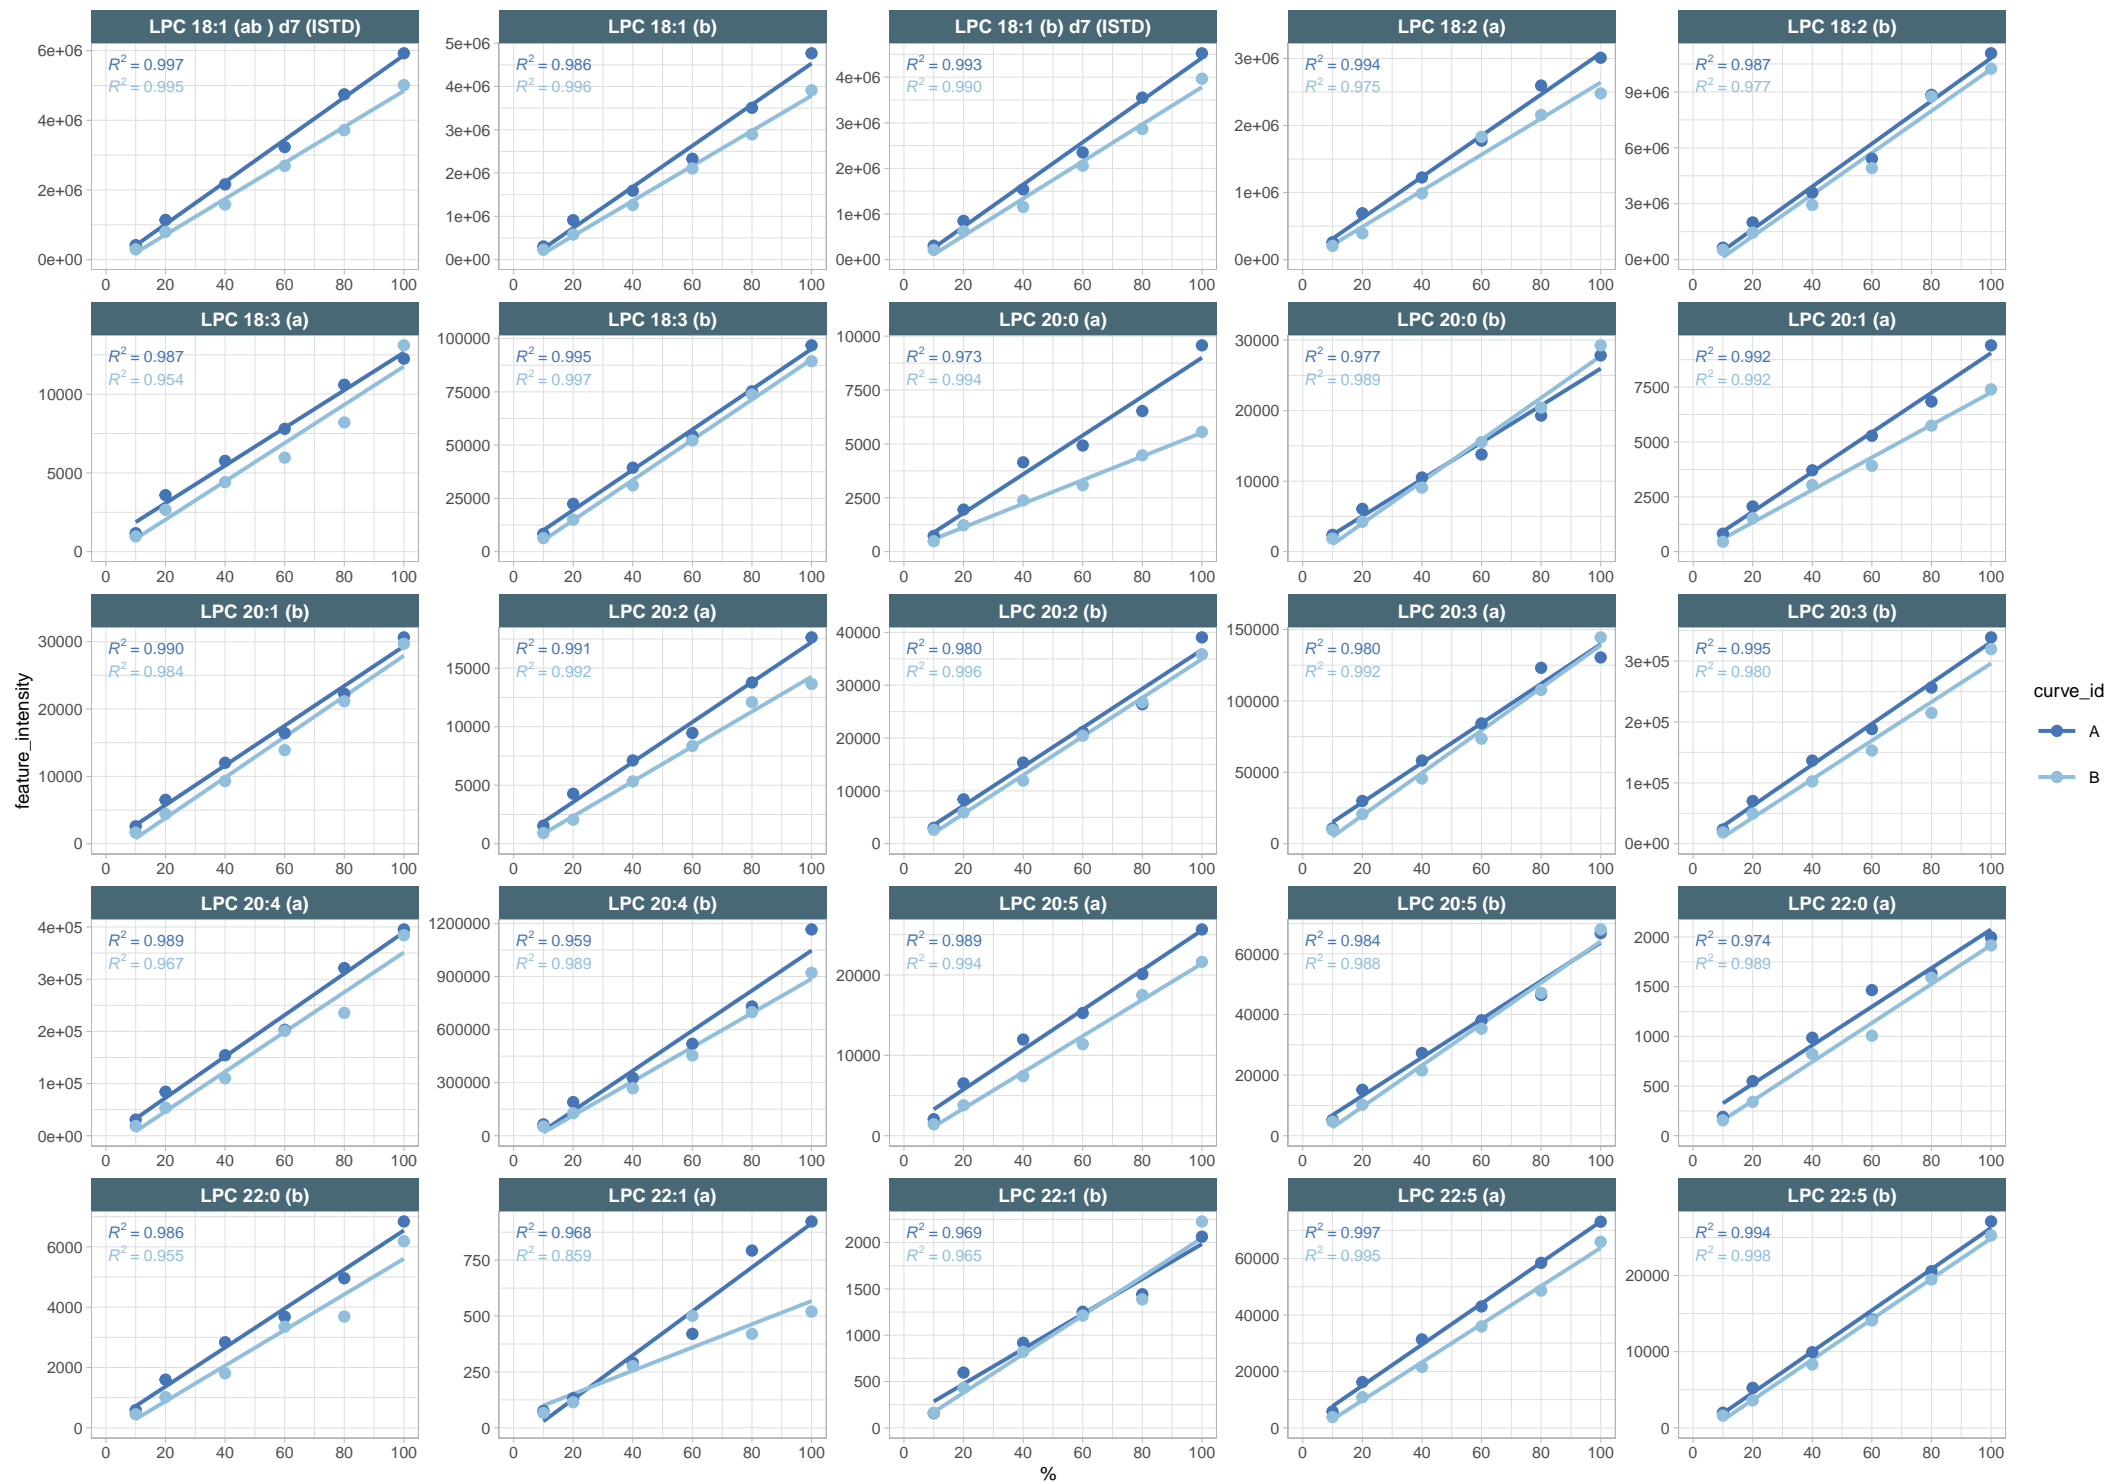 LPC 18:1 (ab ) d7 (ISTD)
R² = 0.997
R² = 0.995
6e+06
4e+06
2e+06
0e+00
0 20 40 60 80 100
LPC 18:1 (b)
R² = 0.986
R² = 0.996
5e+06
4e+06
3e+06
2e+06
1e+06
0e+00
0 20 40 60 80 100
LPC 18:1 (b) d7 (ISTD)
R² = 0.993
R² = 0.990
4e+06
3e+06
2e+06
1e+06
0e+00
0 20 40 60 80 100
LPC 18:2 (a)
R² = 0.994
R² = 0.975
3e+06
2e+06
1e+06
0e+00
0 20 40 60 80 100
LPC 18:2 (b)
R² = 0.987
R² = 0.977
9e+06
6e+06
3e+06
0e+00
0 20 40 60 80 100
LPC 18:3 (a)
R² = 0.987
R² = 0.954
10000
5000
0
0 20 40 60 80 100
LPC 18:3 (b)
R² = 0.995
R² = 0.997
100000
75000
50000
25000
0
0 20 40 60 80 100
LPC 20:0 (a)
R² = 0.973
R² = 0.994
10000
7500
5000
2500
0
0 20 40 60 80 100
LPC 20:0 (b)
R² = 0.977
R² = 0.989
30000
20000
10000
0
0 20 40 60 80 100
LPC 20:1 (a)
R² = 0.992
R² = 0.992
7500
5000
2500
0
0 20 40 60 80 100
LPC 20:1 (b)
R² = 0.990
R² = 0.984
30000
20000
10000
0
0 20 40 60 80 100
LPC 20:2 (a)
R² = 0.991
R² = 0.992
15000
10000
5000
0
0 20 40 60 80 100
LPC 20:2 (b)
R² = 0.980
R² = 0.996
40000
30000
20000
10000
0
0 20 40 60 80 100
LPC 20:3 (a)
R² = 0.980
R² = 0.992
150000
100000
50000
0
0 20 40 60 80 100
LPC 20:3 (b)
R² = 0.995
R² = 0.980
3e+05
2e+05
1e+05
0e+00
0 20 40 60 80 100
LPC 20:4 (a)
R² = 0.989
R² = 0.967
4e+05
3e+05
2e+05
1e+05
0e+00
0 20 40 60 80 100
LPC 20:4 (b)
R² = 0.959
R² = 0.989
1200000
900000
600000
300000
0
0 20 40 60 80 100
LPC 20:5 (a)
R² = 0.989
R² = 0.994
20000
10000
0
0 20 40 60 80 100
LPC 20:5 (b)
R² = 0.984
R² = 0.988
60000
40000
20000
0
0 20 40 60 80 100
LPC 22:0 (a)
R² = 0.974
R² = 0.989
2000
1500
1000
500
0
0 20 40 60 80 100
LPC 22:0 (b)
R² = 0.986
R² = 0.955
6000
4000
2000
0
0 20 40 60 80 100
LPC 22:1 (a)
R² = 0.968
R² = 0.859
750
500
250
0
0 20 40 60 80 100
LPC 22:1 (b)
R² = 0.969
R² = 0.965
2000
1500
1000
500
0
0 20 40 60 80 100
LPC 22:5 (a)
R² = 0.997
R² = 0.995
60000
40000
20000
0
0 20 40 60 80 100
LPC 22:5 (b)
R² = 0.994
R² = 0.998
20000
10000
0
0 20 40 60 80 100
feature_intensity
%
curve_id
A
B